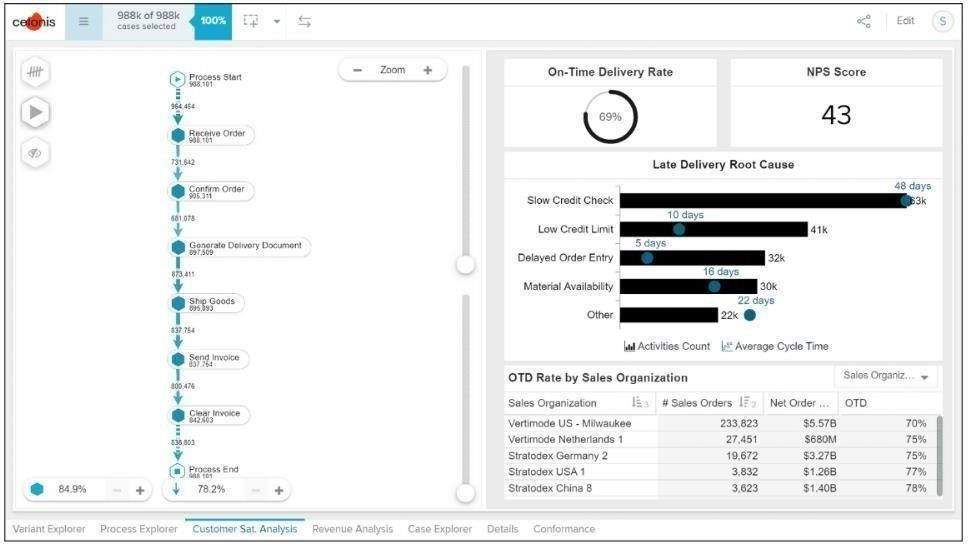 celonis
988k of 988k
cases selected
100%
Edit
S
Zoom
Process Start
988,101
964,464
Receive Order
988,101
731,642
Confirm Order
905,311
681,078
Generate Delivery Document
897,509
873,411
Ship Goods
895,893
837,754
Send Invoice
837,754
800,476
Clear Invoice
842,603
838,803
Process End
988,101
84.9%
78.2%
On-Time Delivery Rate
69%
NPS Score
43
Late Delivery Root Cause
48 days
Slow Credit Check
63k
10 days
Low Credit Limit
41k
5 days
Delayed Order Entry
32k
16 days
Material Availability
30k
22 days
Other
22k
Activities Count
Average Cycle Time
OTD Rate by Sales Organization
Sales Organiz...
Sales Organization 3 # Sales Orders 2 Net Order ... OTD
Vertimode US - Milwaukee 233,823 $5.57B 70%
Vertimode Netherlands 1 27,451 $680M 75%
Stratodex Germany 2 19,672 $3.27B 75%
Stratodex USA 1 3,832 $1.26B 77%
Stratodex China 8 3,623 $1.40B 78%
Variant Explorer Process Explorer Customer Sat. Analysis Revenue Analysis Case Explorer Details Conformance